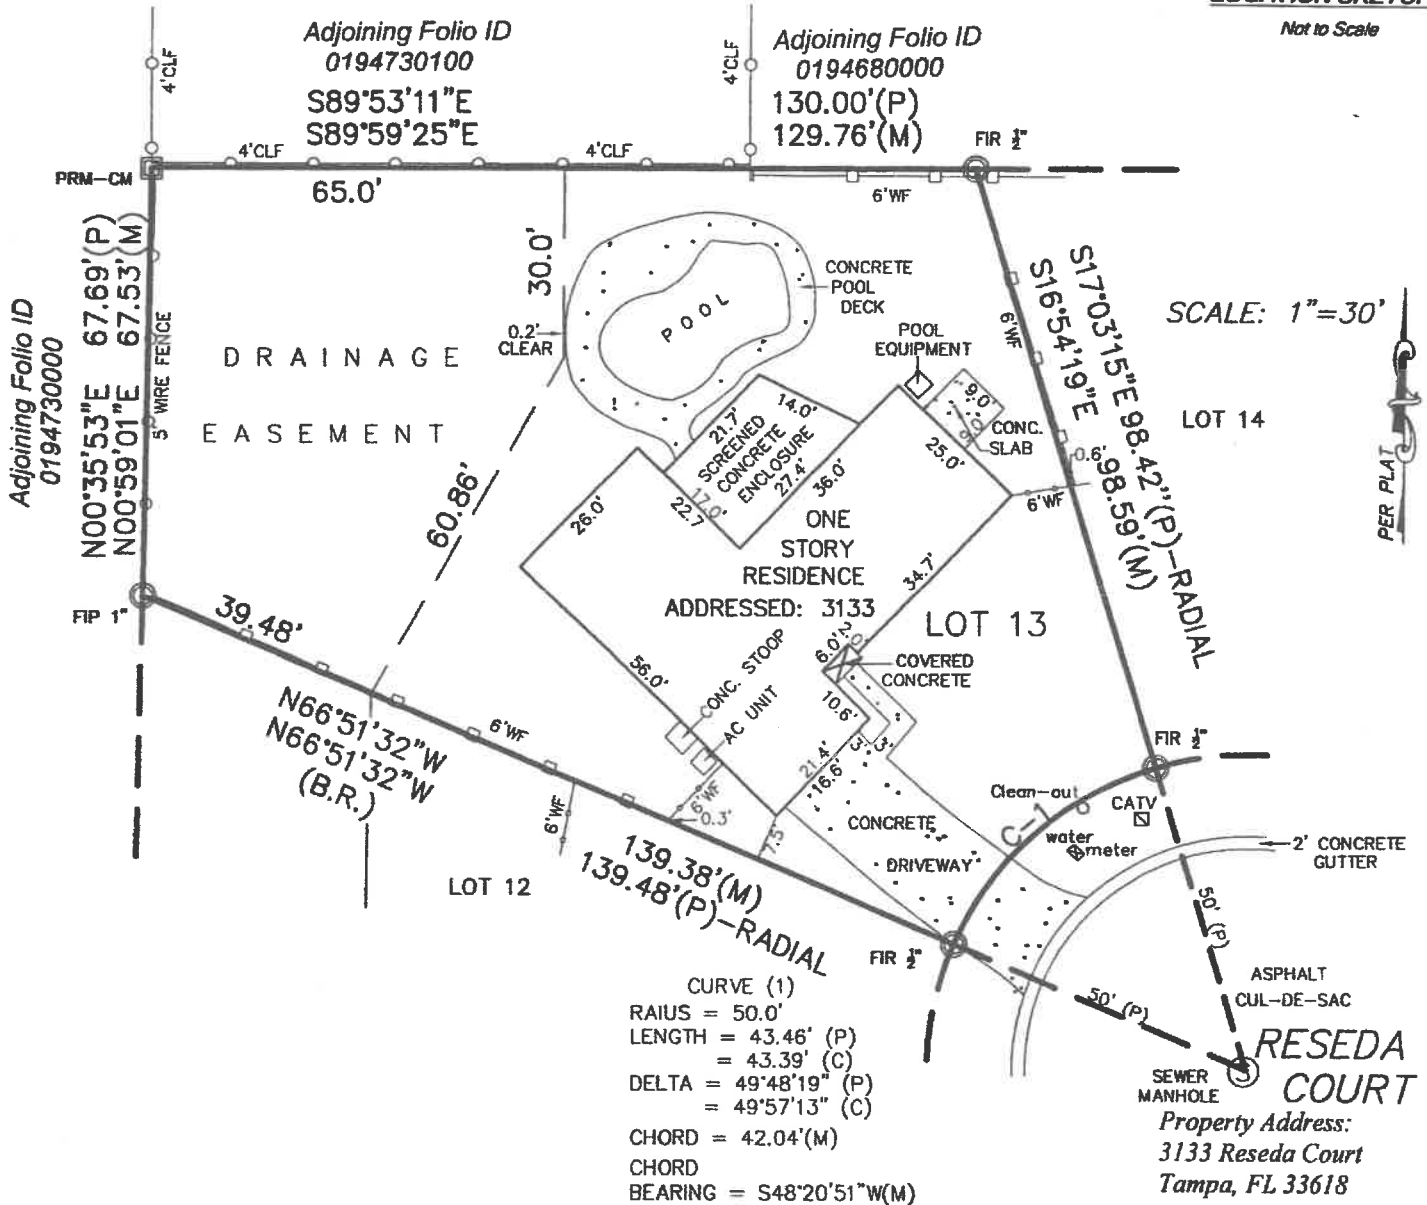 Not to Scale
Adjoining Folio ID
0194730100
S89°53'11"E
S89°59'25"E
Adjoining Folio ID
0194680000
130.00'(P)
129.76'(M)
4'CLF
4'CLF
4'CLF
4'CLF
FIR ½"
PRM-CM
65.0'
6'WF
30.0'
Adjoining Folio ID
0194730000
N00°35'53"E 67.69'(P)
N00°59'01"E 67.53'(M)
5' WIRE FENCE
DRAINAGE
EASEMENT
0.2'
CLEAR
POOL
CONCRETE
POOL
DECK
POOL
EQUIPMENT
6'WF
S17°03'15"E 98.42'(P)-RADIAL
S16°54'19"E 98.59'(M)
SCALE: 1"=30'
LOT 14
PER PLAT
9.0'
CONC.
SLAB
0.6'
6'WF
21.7'
14.0'
SCREENED
CONCRETE
ENCLOSURE
27.4'
17.0'
22.7
36.0'
25.0'
26.0'
60.86'
ONE
STORY
RESIDENCE
ADDRESSED: 3133
34.7'
LOT 13
FIP 1"
39.48'
6.0'
COVERED
CONCRETE
56.0'
CONC. STOOP
AC UNIT
10.6'
N66°51'32"W
N66°51'32"W
(B.R.)
6'WF
6'WF
6'WF
0.3'
21.4'
16.6'
3'
3'
7.5'
FIR ½"
Clean-out
CATV
C-1
water
meter
CONCRETE
DRIVEWAY
2' CONCRETE
GUTTER
139.38'(M)
139.48'(P)-RADIAL
LOT 12
FIR ½"
50' (P)
50' (P)
ASPHALT
CUL-DE-SAC
RESEDA
COURT
SEWER
MANHOLE
S
CURVE (1)
RAIUS = 50.0'
LENGTH = 43.46' (P)
= 43.39' (C)
DELTA = 49°48'19" (P)
= 49°57'13" (C)
CHORD = 42.04'(M)
CHORD
BEARING = S48°20'51"W(M)
Property Address:
3133 Reseda Court
Tampa, FL 33618